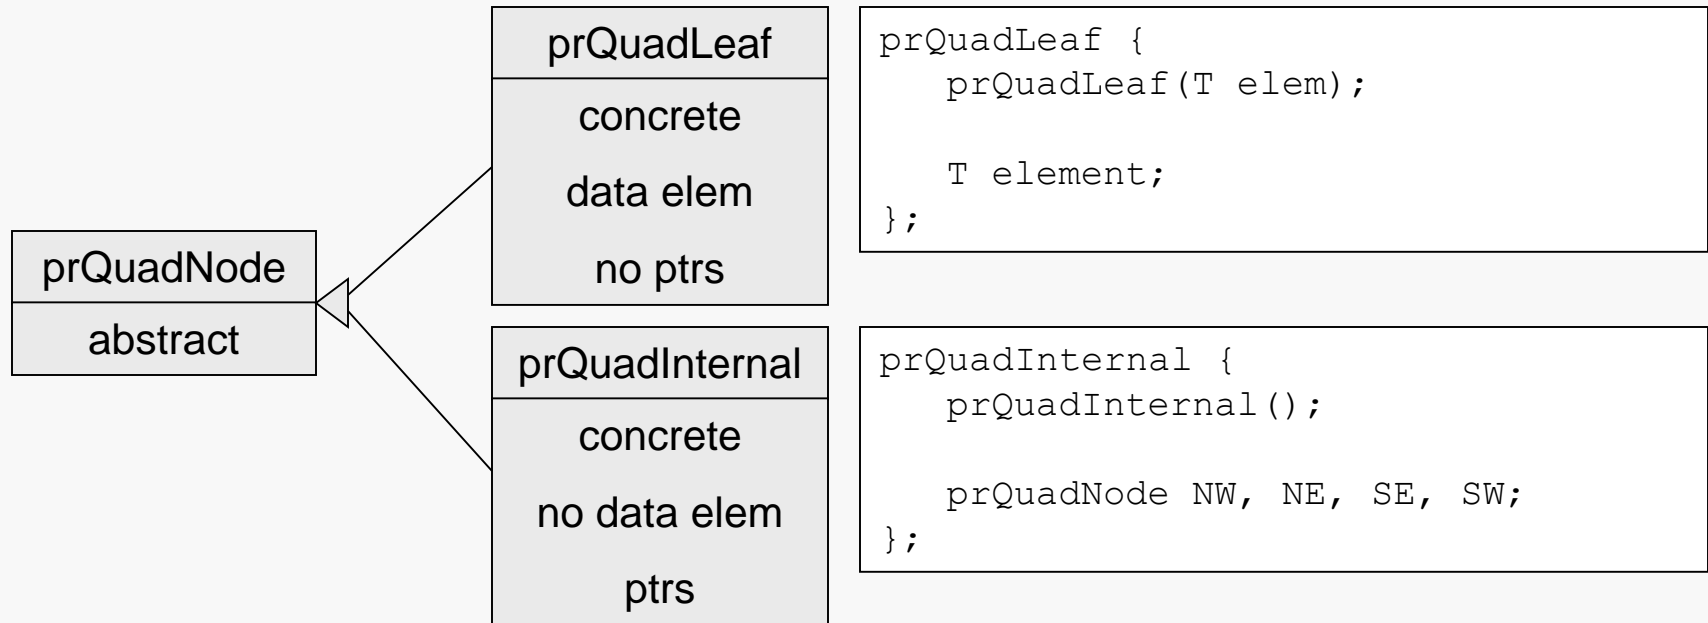 prQuadNode
abstract
prQuadLeaf
concrete
data elem
no ptrs
prQuadLeaf {
   prQuadLeaf(T elem);
   T element;
};
prQuadInternal
concrete
no data elem
ptrs
prQuadInternal {
   prQuadInternal();
   prQuadNode NW, NE, SE, SW;
};